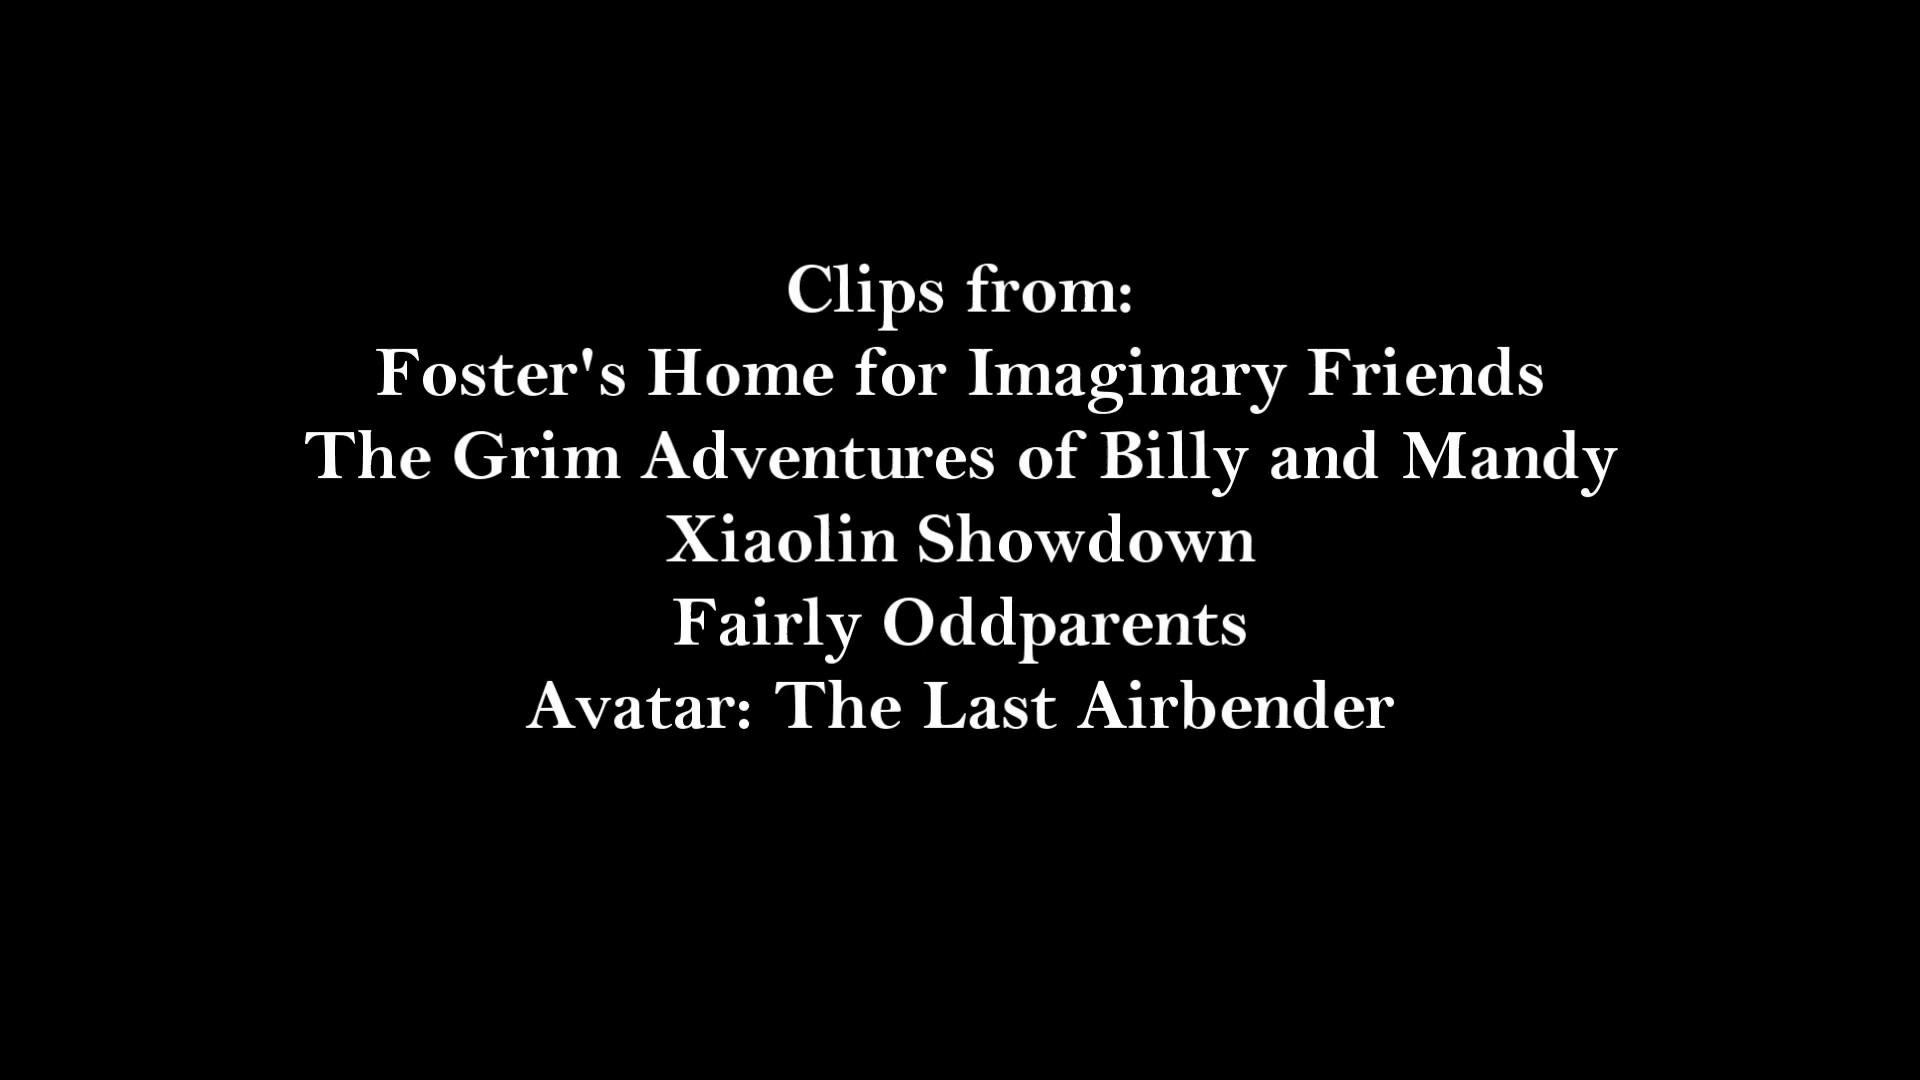 Clips from:
Foster's Home for Imaginary Friends
The Grim Adventures of Billy and Mandy
Xiaolin Showdown
Fairly Oddparents
Avatar: The Last Airbender